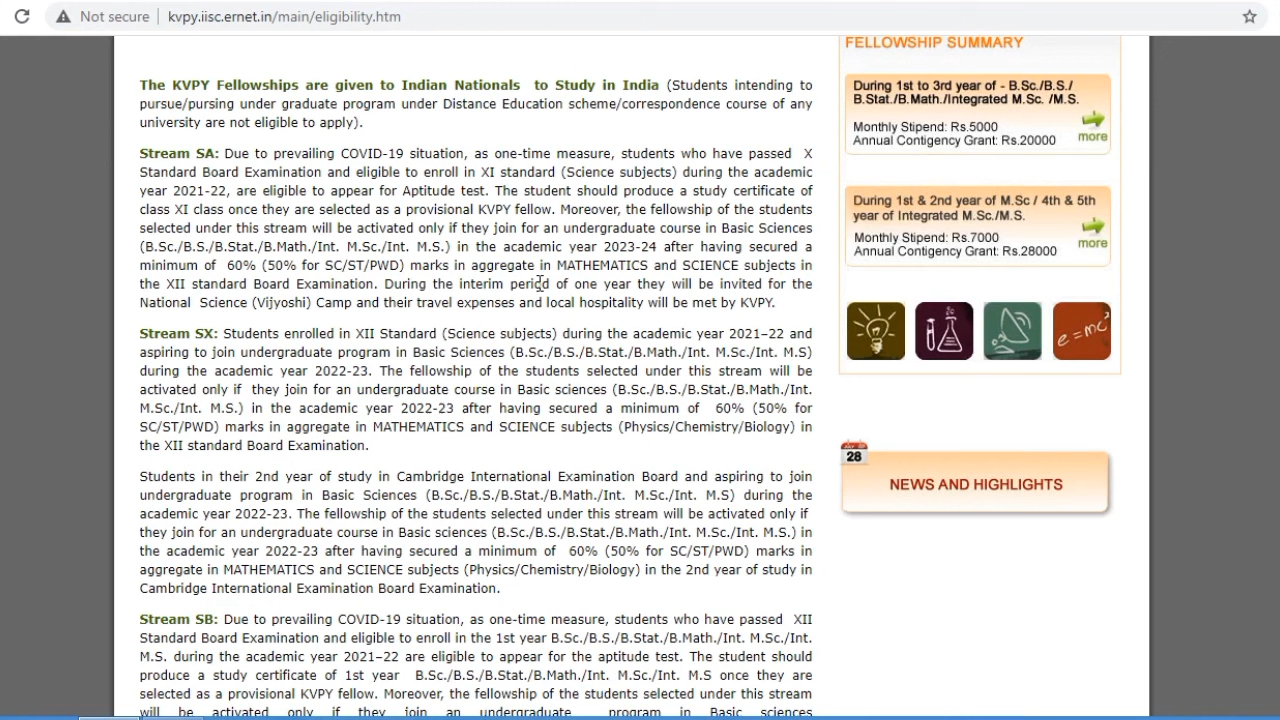 Not secure
kvpy.iisc.ernet.in/main/eligibility.htm
The KVPY Fellowships are given to Indian Nationals to Study in India (Students intending to
pursue/pursing under graduate program under Distance Education scheme/correspondence course of any
university are not eligible to apply).
Stream SA: Due to prevailing COVID-19 situation, as one-time measure, students who have passed X
Standard Board Examination and eligible to enroll in XI standard (Science subjects) during the academic
year 2021-22, are eligible to appear for Aptitude test. The student should produce a study certificate of
class XI class once they are selected as a provisional KVPY fellow. Moreover, the fellowship of the students
selected under this stream will be activated only if they join for an undergraduate course in Basic Sciences
(B.Sc./B.S./B.Stat./B.Math./Int. M.Sc./Int. M.S.) in the academic year 2023-24 after having secured a
minimum of 60% (50% for SC/ST/PWD) marks in aggregate in MATHEMATICS and SCIENCE subjects in
the XII standard Board Examination. During the interim period of one year they will be invited for the
National Science (Vijyoshi) Camp and their travel expenses and local hospitality will be met by KVPY.
Stream SX: Students enrolled in XII Standard (Science subjects) during the academic year 2021–22 and
aspiring to join undergraduate program in Basic Sciences (B.Sc./B.S./B.Stat./B.Math./Int. M.Sc./Int. M.S)
during the academic year 2022-23. The fellowship of the students selected under this stream will be
activated only if they join for an undergraduate course in Basic sciences (B.Sc./B.S./B.Stat./B.Math./Int.
M.Sc./Int. M.S.) in the academic year 2022-23 after having secured a minimum of 60% (50% for
SC/ST/PWD) marks in aggregate in MATHEMATICS and SCIENCE subjects (Physics/Chemistry/Biology) in
the XII standard Board Examination.
Students in their 2nd year of study in Cambridge International Examination Board and aspiring to join
undergraduate program in Basic Sciences (B.Sc./B.S./B.Stat./B.Math./Int. M.Sc./Int. M.S) during the
academic year 2022-23. The fellowship of the students selected under this stream will be activated only if
they join for an undergraduate course in Basic sciences (B.Sc./B.S./B.Stat./B.Math./Int. M.Sc./Int. M.S.) in
the academic year 2022-23 after having secured a minimum of 60% (50% for SC/ST/PWD) marks in
aggregate in MATHEMATICS and SCIENCE subjects (Physics/Chemistry/Biology) in the 2nd year of study in
Cambridge International Examination Board Examination.
Stream SB: Due to prevailing COVID-19 situation, as one-time measure, students who have passed XII
Standard Board Examination and eligible to enroll in the 1st year B.Sc./B.S./B.Stat./B.Math./Int. M.Sc./Int.
M.S. during the academic year 2021–22 are eligible to appear for the aptitude test. The student should
produce a study certificate of 1st year B.Sc./B.S./B.Stat./B.Math./Int. M.Sc./Int. M.S once they are
selected as a provisional KVPY fellow. Moreover, the fellowship of the students selected under this stream
will be activated only if they join an undergraduate program in Basic sciences
FELLOWSHIP SUMMARY
During 1st to 3rd year of - B.Sc./B.S./
B.Stat./B.Math./Integrated M.Sc. /M.S.
Monthly Stipend: Rs.5000
Annual Contigency Grant: Rs.20000
more
During 1st & 2nd year of M.Sc / 4th & 5th
year of Integrated M.Sc./M.S.
Monthly Stipend: Rs.7000
Annual Contigency Grant: Rs.28000
more
e=mc²
28
NEWS AND HIGHLIGHTS